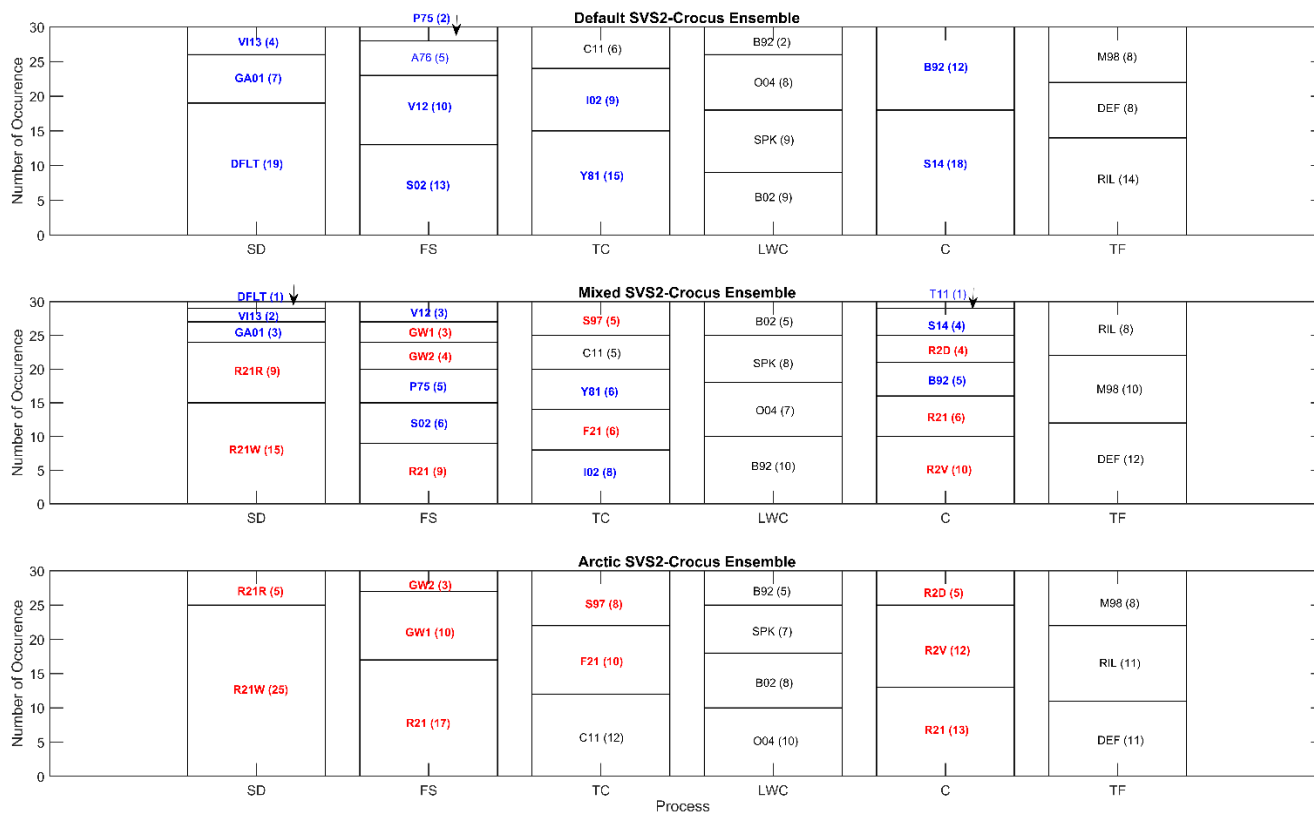 P75 (2)
Default SVS2-Crocus Ensemble
Number of Occurence
30
25
20
15
10
5
0
VI13 (4)
GA01 (7)
DFLT (19)
A76 (5)
V12 (10)
S02 (13)
C11 (6)
I02 (9)
Y81 (15)
B92 (2)
O04 (8)
SPK (9)
B02 (9)
B92 (12)
S14 (18)
M98 (8)
DEF (8)
RIL (14)
SD
FS
TC
LWC
C
TF
DFLT (1)
Mixed SVS2-Crocus Ensemble
T11 (1)
Number of Occurence
30
25
20
15
10
5
0
VI13 (2)
GA01 (3)
R21R (9)
R21W (15)
V12 (3)
GW1 (3)
GW2 (4)
P75 (5)
S02 (6)
R21 (9)
S97 (5)
C11 (5)
Y81 (6)
F21 (6)
I02 (8)
B02 (5)
SPK (8)
O04 (7)
B92 (10)
S14 (4)
R2D (4)
B92 (5)
R21 (6)
R2V (10)
RIL (8)
M98 (10)
DEF (12)
SD
FS
TC
LWC
C
TF
Arctic SVS2-Crocus Ensemble
Number of Occurence
30
25
20
15
10
5
0
R21R (5)
R21W (25)
GW2 (3)
GW1 (10)
R21 (17)
S97 (8)
F21 (10)
C11 (12)
B92 (5)
SPK (7)
B02 (8)
O04 (10)
R2D (5)
R2V (12)
R21 (13)
M98 (8)
RIL (11)
DEF (11)
SD
FS
TC
LWC
C
TF
Process